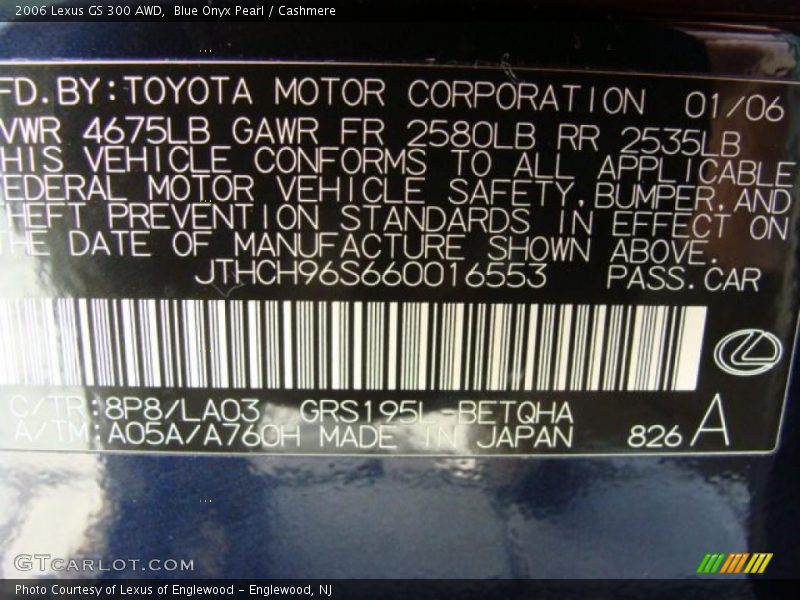 2006 Lexus GS 300 AWD, Blue Onyx Pearl / Cashmere
FD. BY: TOYOTA MOTOR CORPORATION 01/06
VWR 4675LB GAWR FR 2580LB RR 2535LB
HIS VEHICLE CONFORMS TO ALL APPLICABLE
EDERAL MOTOR VEHICLE SAFETY, BUMPER, AND
HEFT PREVENTION STANDARDS IN EFFECT ON
THE DATE OF MANUFACTURE SHOWN ABOVE.
JTHCH96S660016553 PASS. CAR
C/TR: 8P8/LA03 GRS195L-BETQHA
A/TM: A05A/A760H MADE IN JAPAN 826 A
GTCARLOT.COM
Photo Courtesy of Lexus of Englewood - Englewood, NJ